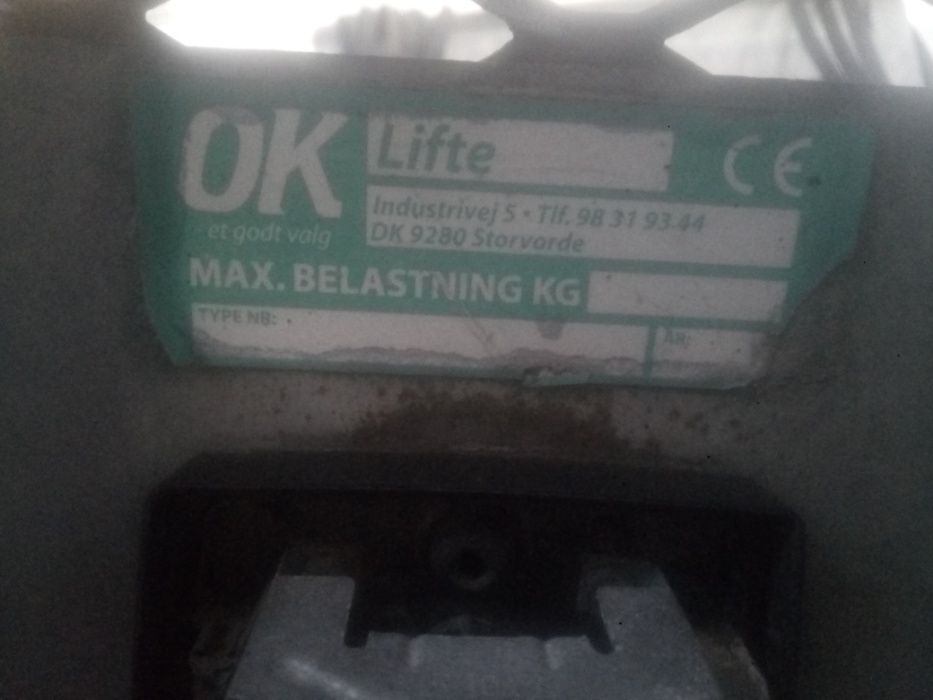 OK
Lifte
CE
Industrivej 5 • Tlf. 98 31 93 44
- et godt valg
DK 9280 Storvorde
MAX. BELASTNING KG
TYPE NB:
ÅR: